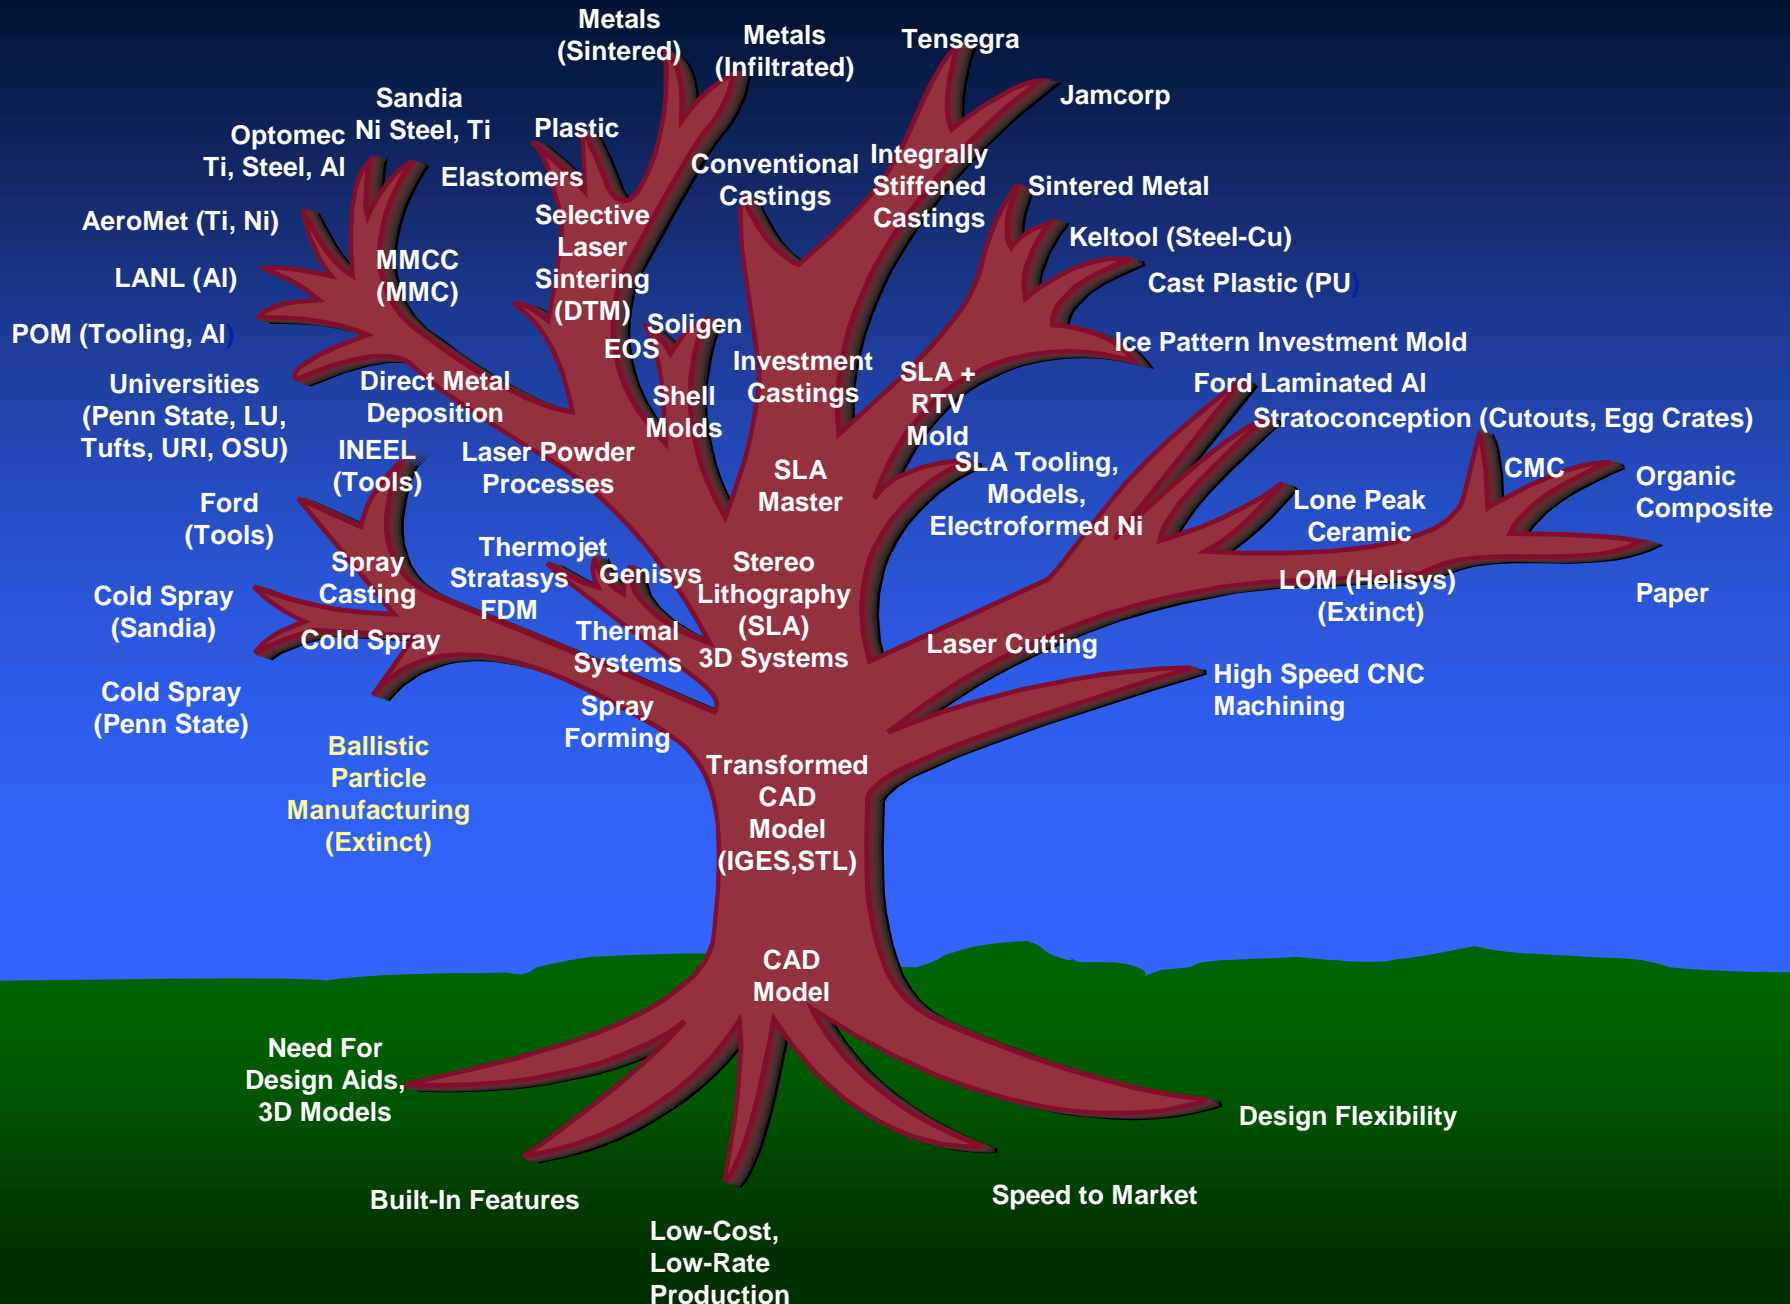 Metals
(Sintered)
Metals
(Infiltrated)
Tensegra
Jamcorp
Sandia
Ni Steel, Ti
Optomec
Ti, Steel, Al
Plastic
Elastomers
Conventional
Castings
Integrally
Stiffened
Castings
Sintered Metal
AeroMet (Ti, Ni)
Selective
Laser
Sintering
(DTM)
Keltool (Steel-Cu)
LANL (Al)
MMCC
(MMC)
Cast Plastic (PU)
POM (Tooling, Al)
EOS
Soligen
Ice Pattern Investment Mold
Universities
(Penn State, LU,
Tufts, URI, OSU)
Direct Metal
Deposition
Shell
Molds
Investment
Castings
SLA +
RTV
Mold
Ford Laminated Al
Stratoconception (Cutouts, Egg Crates)
INEEL
(Tools)
Laser Powder
Processes
SLA
Master
SLA Tooling,
Models,
Electroformed Ni
Lone Peak
Ceramic
CMC
Organic
Composite
Ford
(Tools)
Spray
Casting
Thermojet
Stratasys
FDM
Genisys
Stereo
Lithography
(SLA)
3D Systems
LOM (Helisys)
(Extinct)
Paper
Cold Spray
(Sandia)
Cold Spray
Thermal
Systems
Laser Cutting
Cold Spray
(Penn State)
Spray
Forming
High Speed CNC
Machining
Ballistic
Particle
Manufacturing
(Extinct)
Transformed
CAD
Model
(IGES,STL)
CAD
Model
Need For
Design Aids,
3D Models
Design Flexibility
Built-In Features
Speed to Market
Low-Cost,
Low-Rate
Production